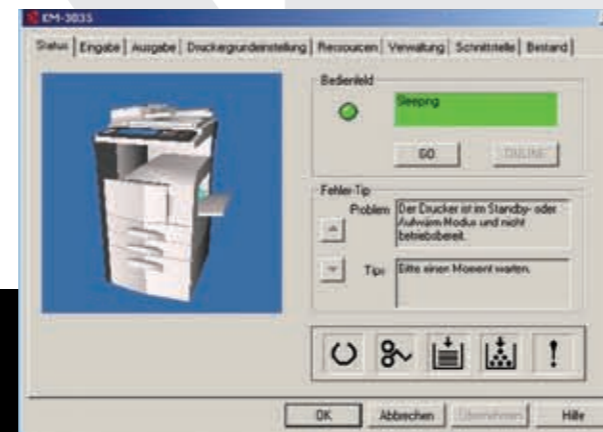 KM-3035
Status Eingabe Ausgabe Druckergrundeinstellung Ressourcen Verwaltung Schnittstelle Bestand
Bedienfeld
Sleeping
GO ONLINE
Fehler-Tip
Problem Der Drucker ist im Standby- oder
Aufwärm-Modus und nicht
betriebsbereit.
Tips Bitte einen Moment warten.
OK Abbrechen Übernehmen Hilfe